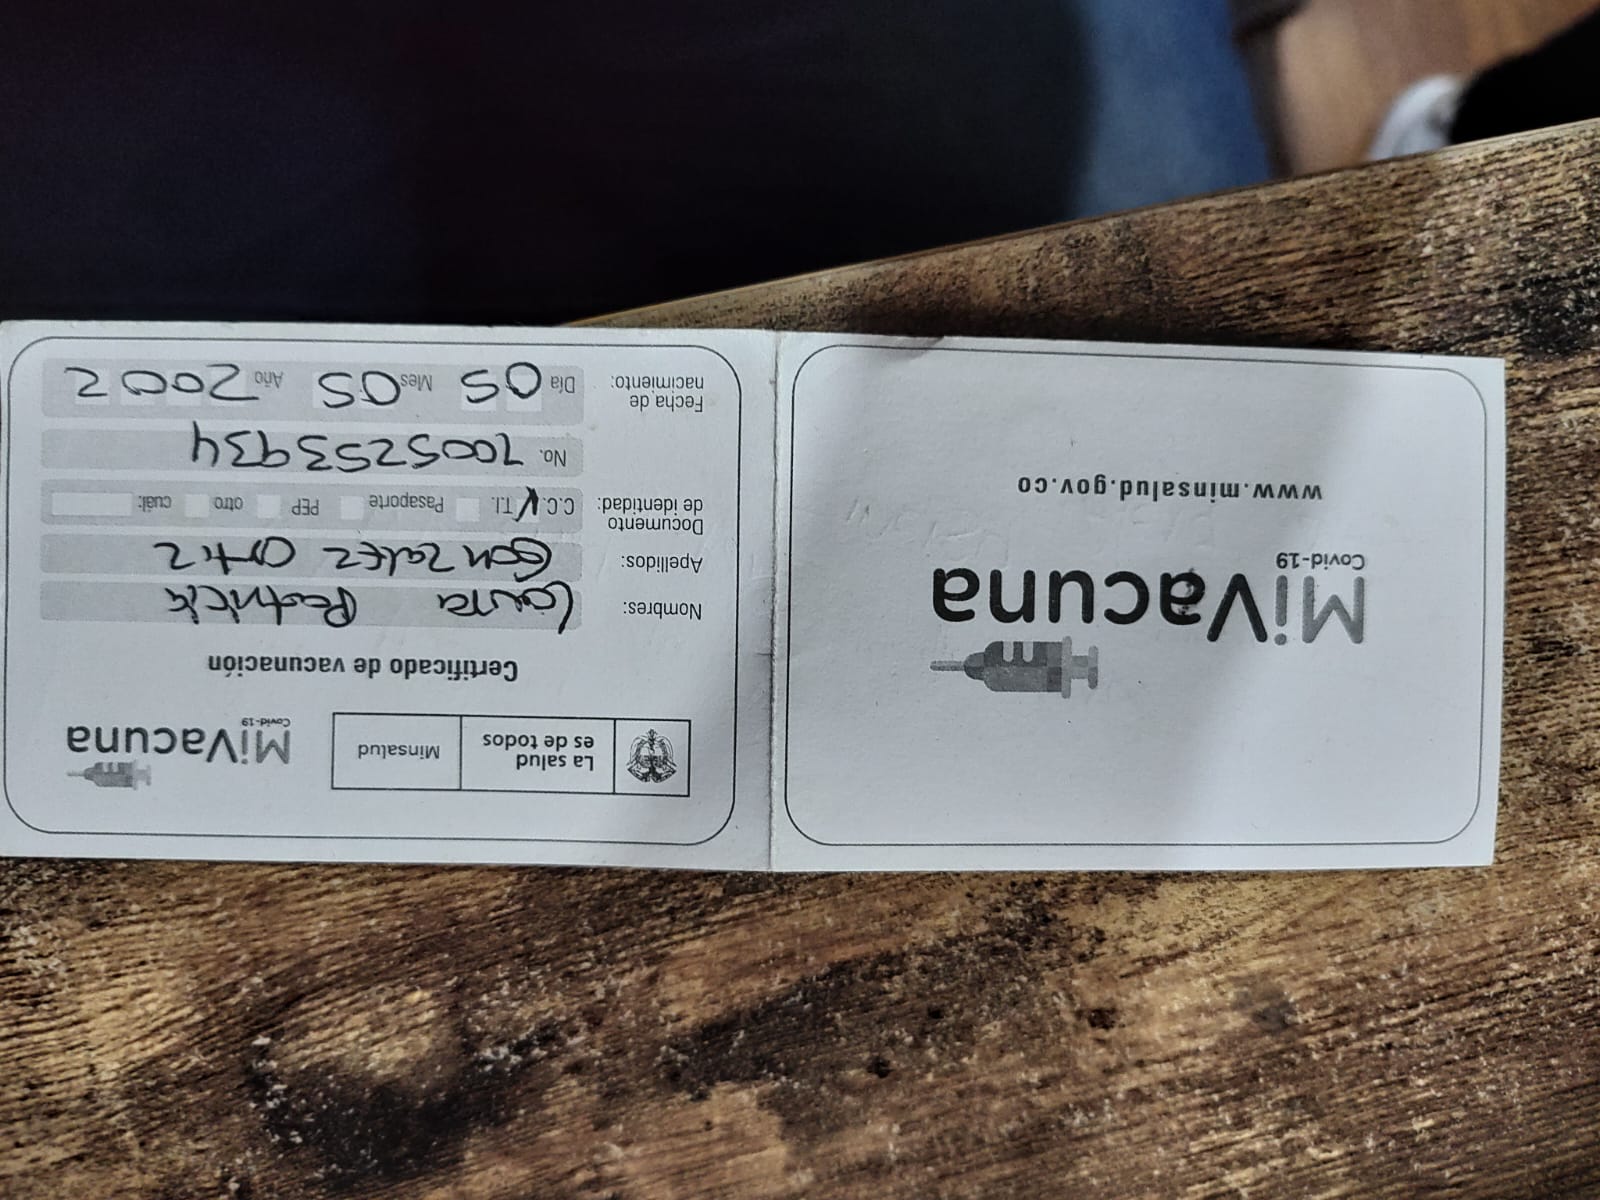 MiVacuna
Covid-19
www.minsalud.gov.co
La salud
es de todos
Minsalud
MiVacuna
Covid-19
Certificado de vacunación
Nombres: Laura Patricia
Apellidos: Gonzalez Ortiz
Documento
de identidad: C.C. T.I. Pasaporte PEP otro cuál:
No. 1005253934
Fecha de
nacimiento: Día 05 Mes 05 Año 2002